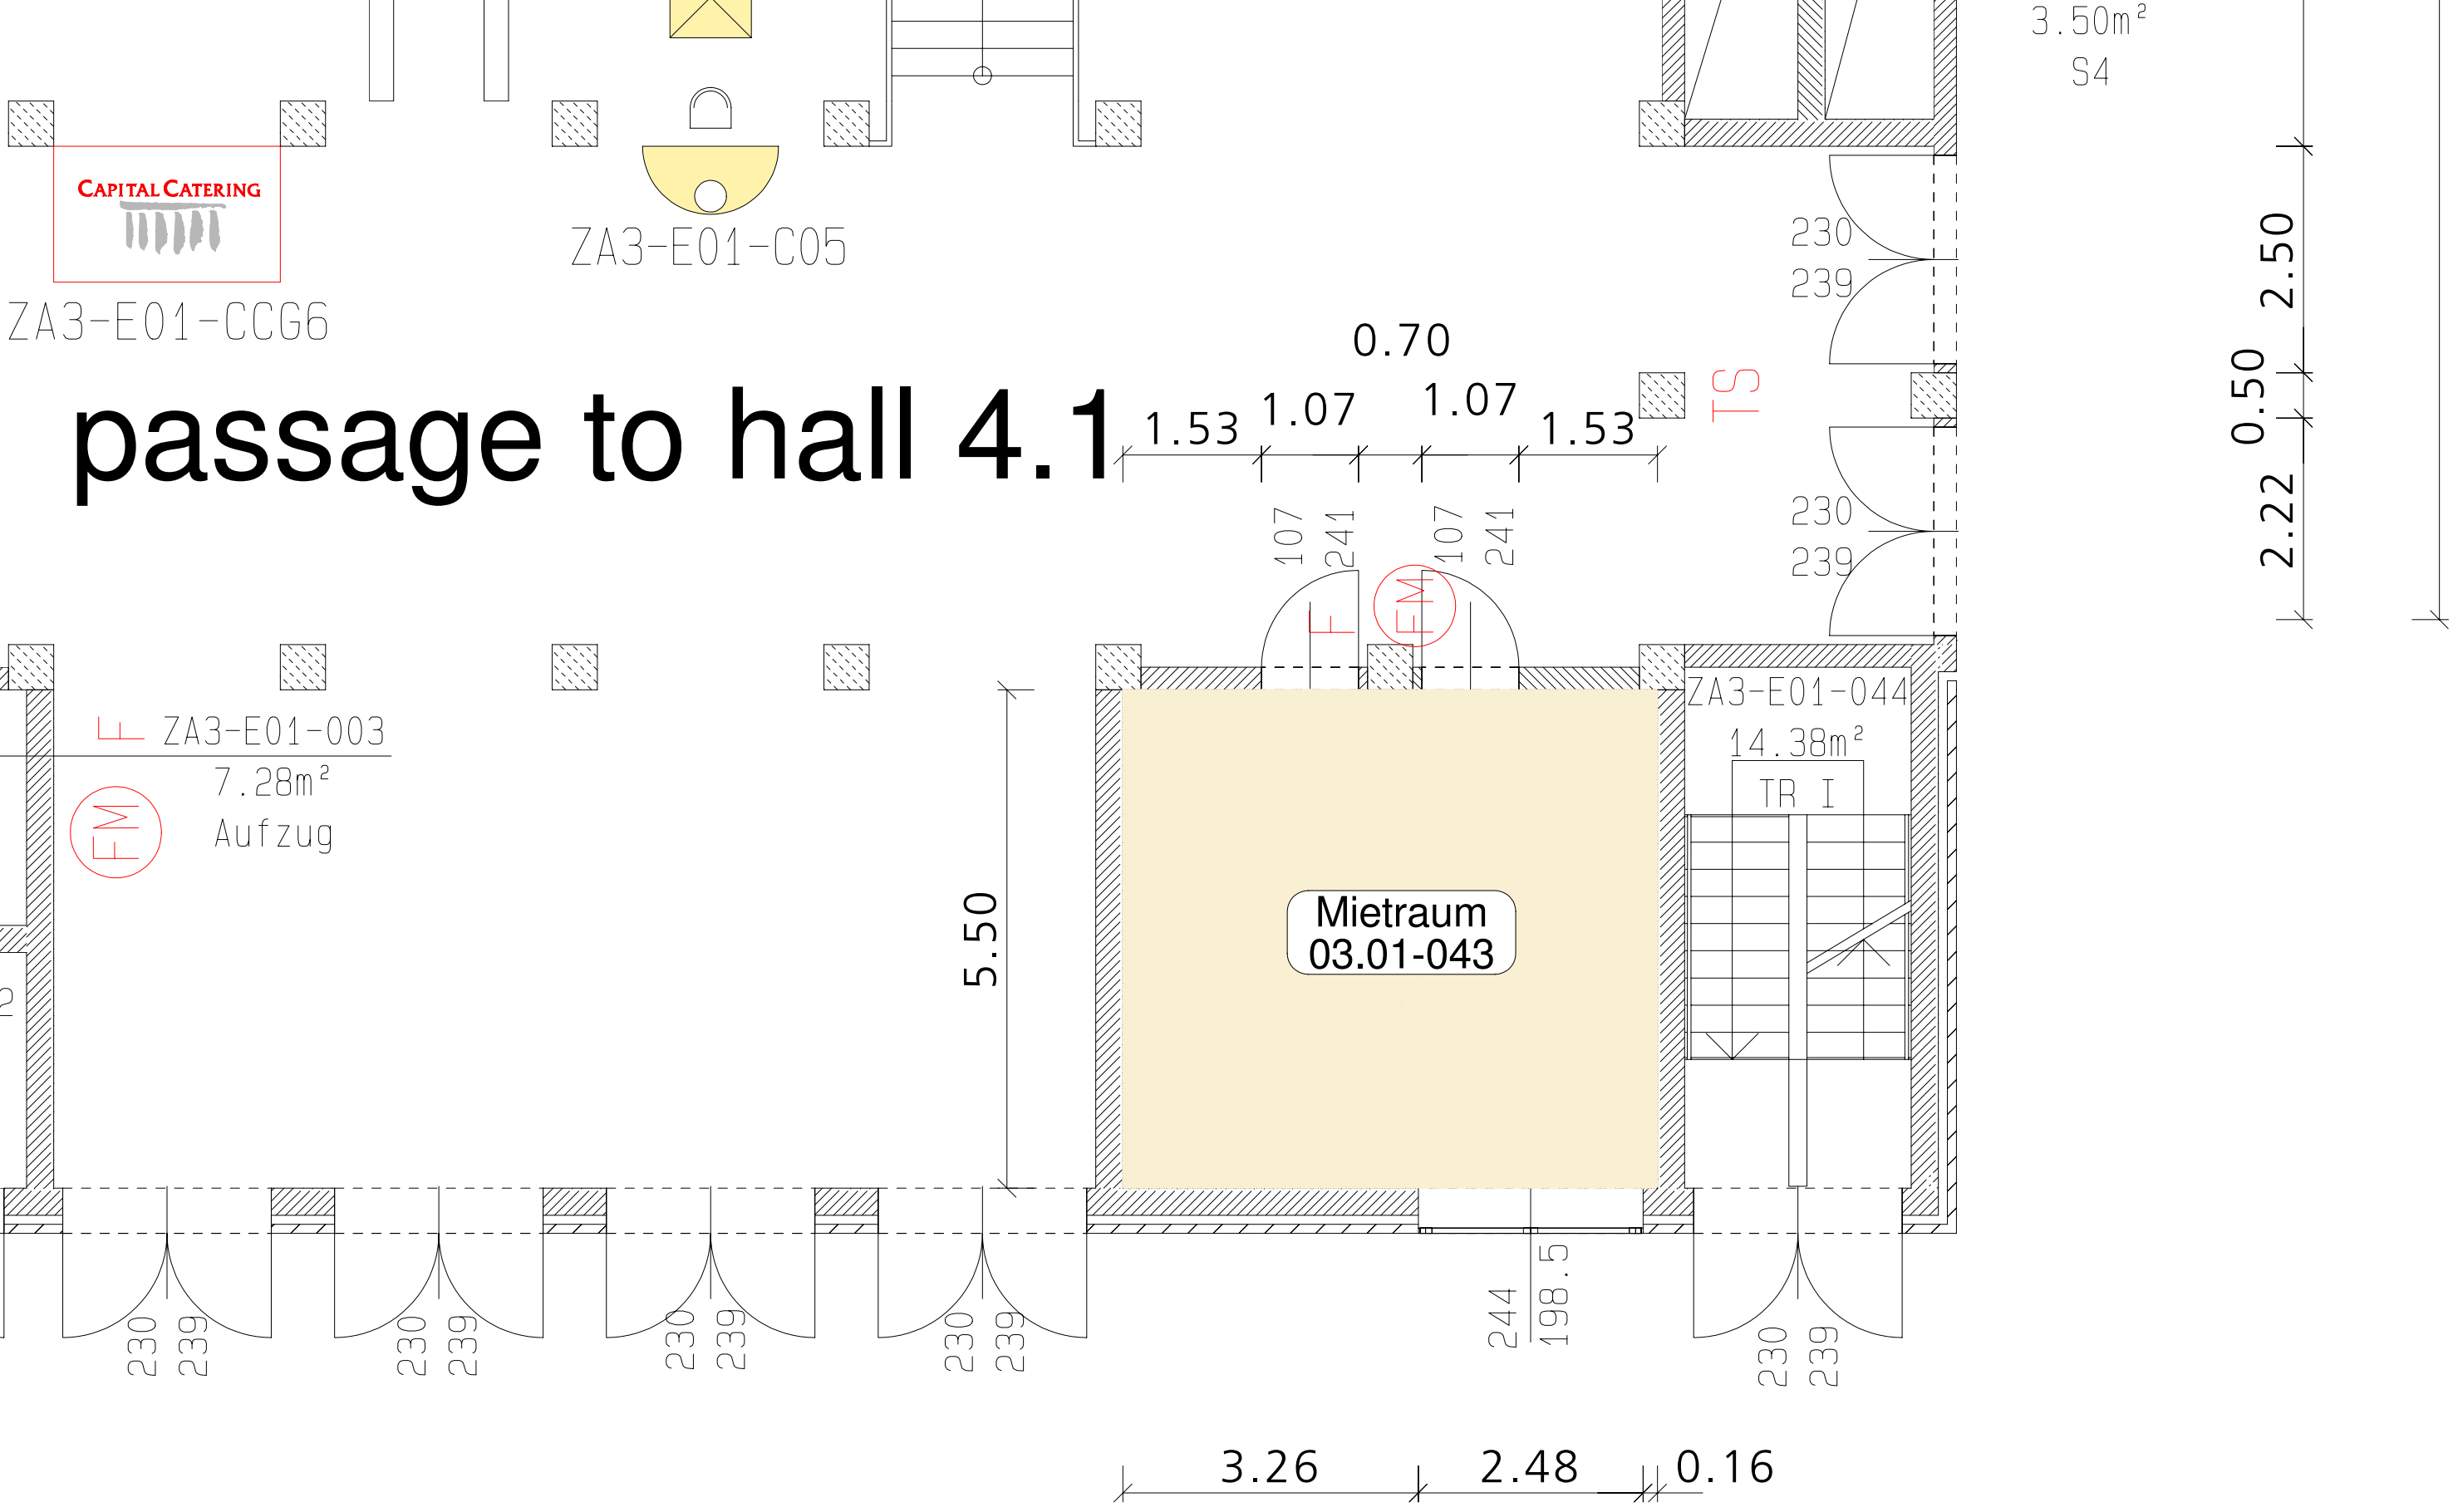 3.50m²
S4
CAPITAL CATERING
ZA3-E01-C05
ZA3-E01-CCG6
230
239
2.50
0.50
2.22
TS
0.70
1.53
1.07
1.07
1.53
passage to hall 4.1
230
239
107
241
107
241
F
FM
F
ZA3-E01-003
7.28m²
Aufzug
FM
ZA3-E01-044
14.38m²
TR I
5.50
Mietraum
03.01-043
230
239
230
239
230
239
230
239
244
198.5
230
239
3.26
2.48
0.16